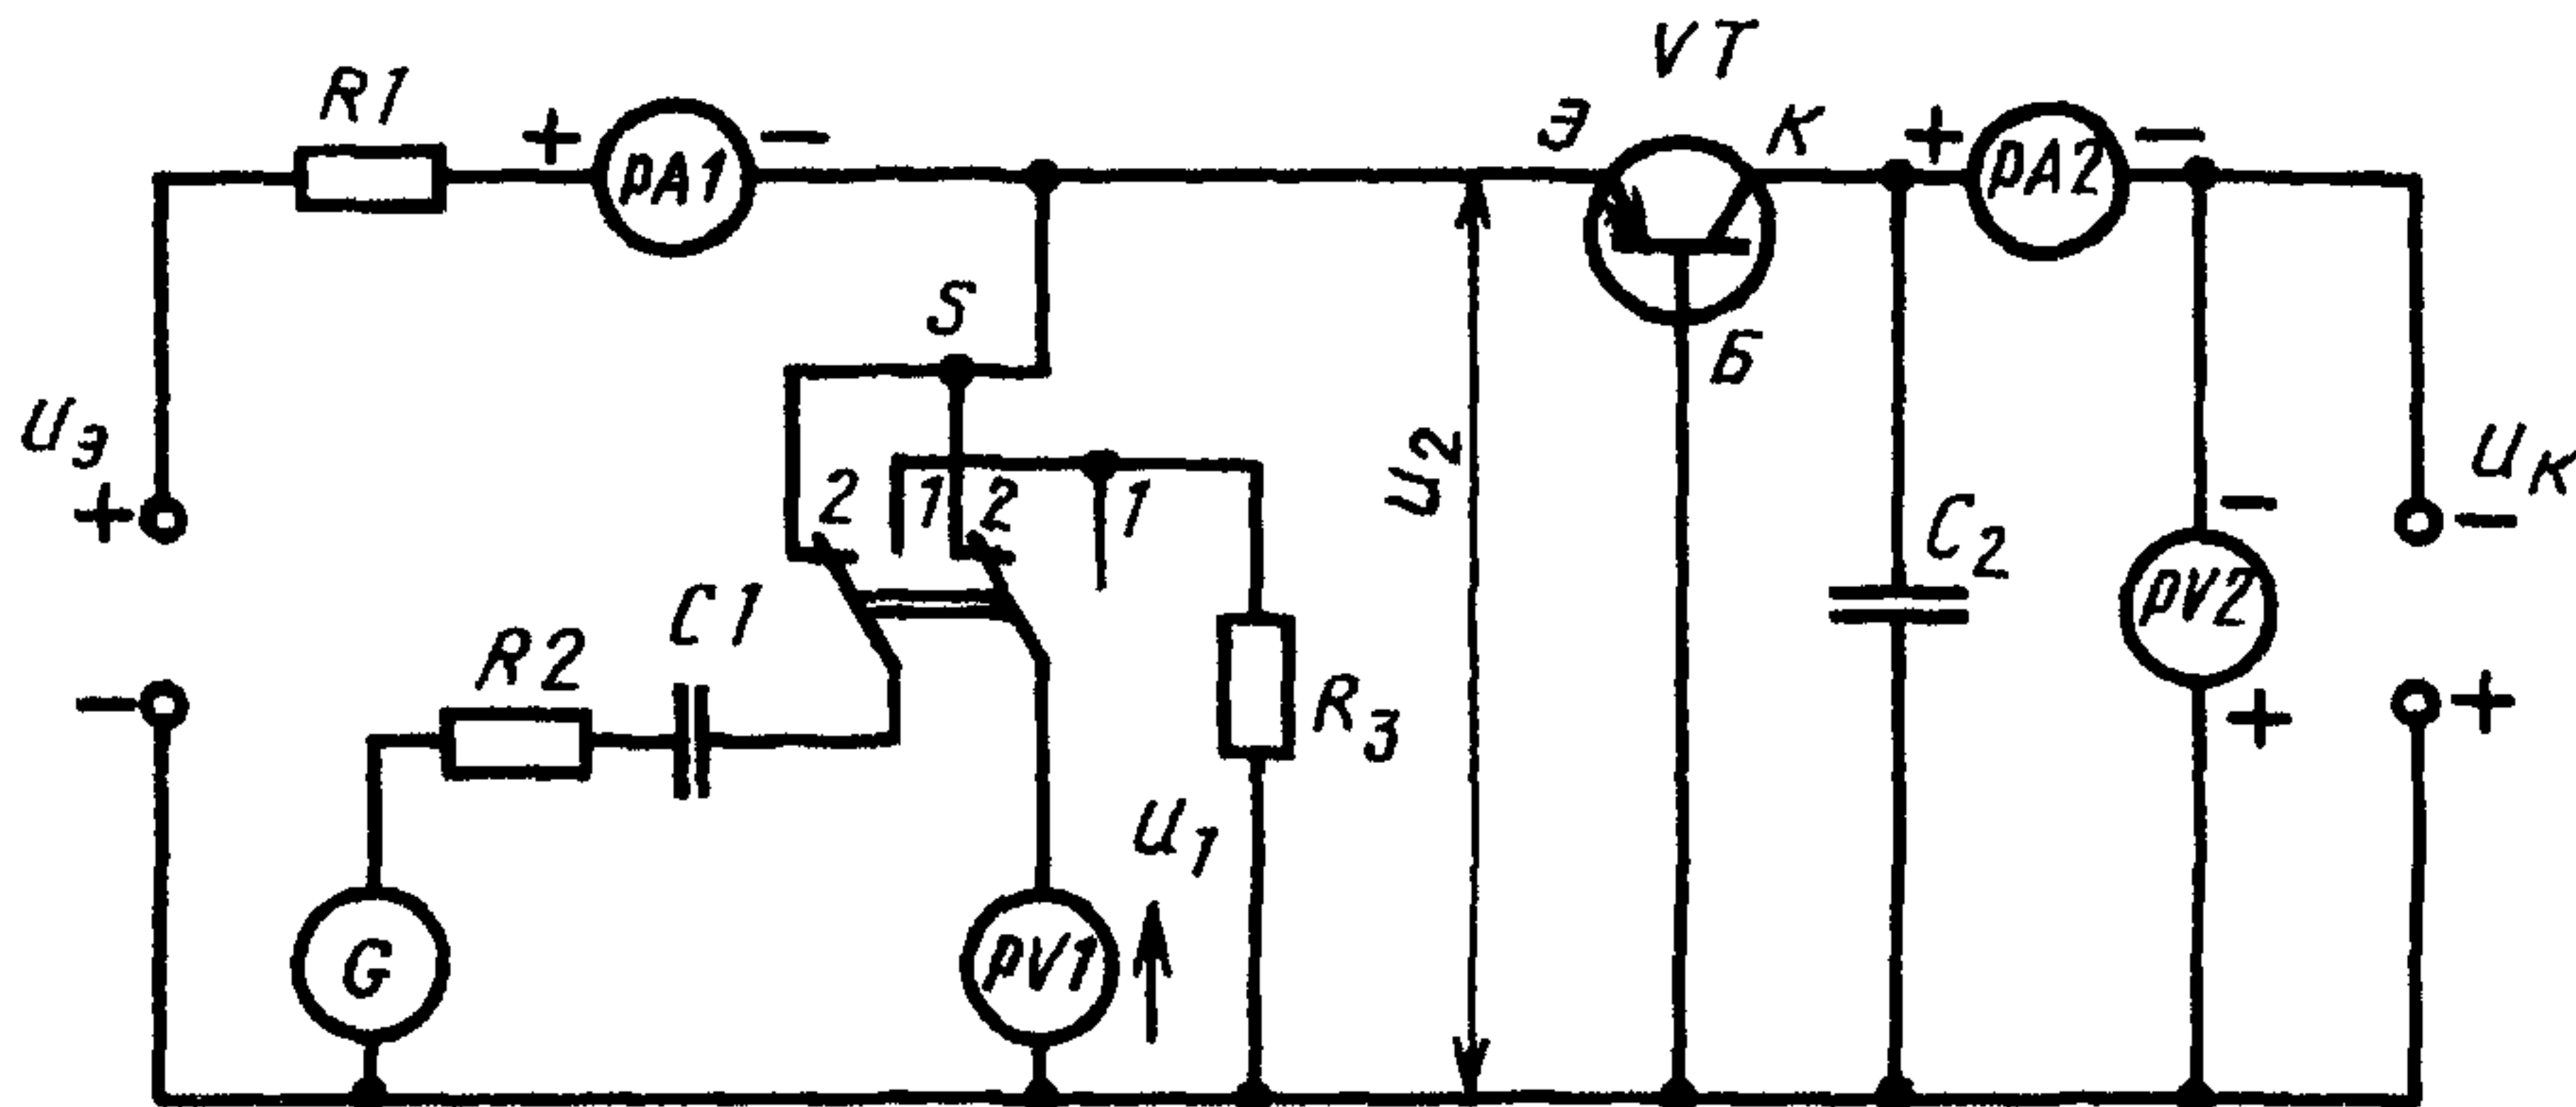 VT
R1
+ pA1 −
Э
К
+ pA2 −
S
Б
Uэ
+
−
2 1 2 1
U2
C2
−
pV2
+
Uк
−
+
R2
C1
R3
G
pV1
U1